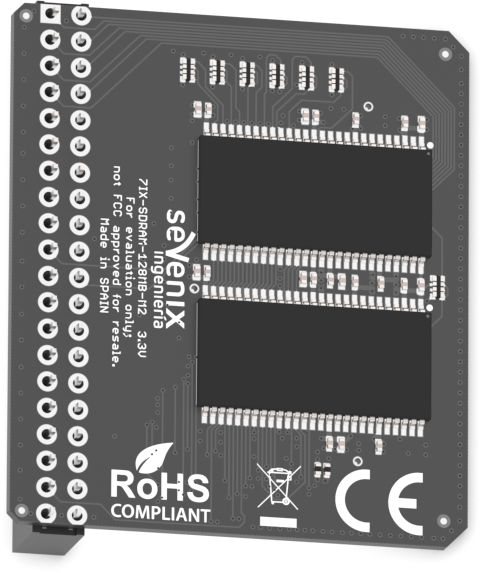 7IX-SDRAM-128MB-M2 3.3V
For evaluation only;
not FCC approved for resale.
Made in SPAIN
seVenIX
ingeniería
RoHS
COMPLIANT
CE